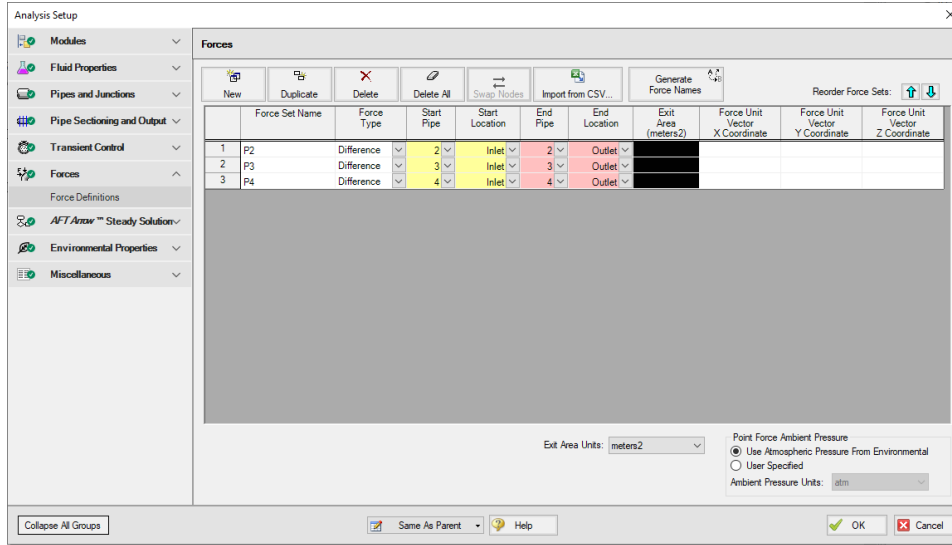 Analysis Setup
Modules
Fluid Properties
Pipes and Junctions
Pipe Sectioning and Output
Transient Control
Forces
Force Definitions
AFT Arrow ™ Steady Solution
Environmental Properties
Miscellaneous
Forces
New
Duplicate
Delete
Delete All
Swap Nodes
Import from CSV...
Generate
Force Names
Reorder Force Sets:
Force Set Name
Force
Type
Start
Pipe
Start
Location
End
Pipe
End
Location
Exit
Area
(meters2)
Force Unit
Vector
X Coordinate
Force Unit
Vector
Y Coordinate
Force Unit
Vector
Z Coordinate
1 P2 Difference 2 Inlet 2 Outlet
2 P3 Difference 3 Inlet 3 Outlet
3 P4 Difference 4 Inlet 4 Outlet
Exit Area Units: meters2
Point Force Ambient Pressure
Use Atmospheric Pressure From Environmental
User Specified
Ambient Pressure Units: atm
Collapse All Groups
Same As Parent
Help
OK
Cancel